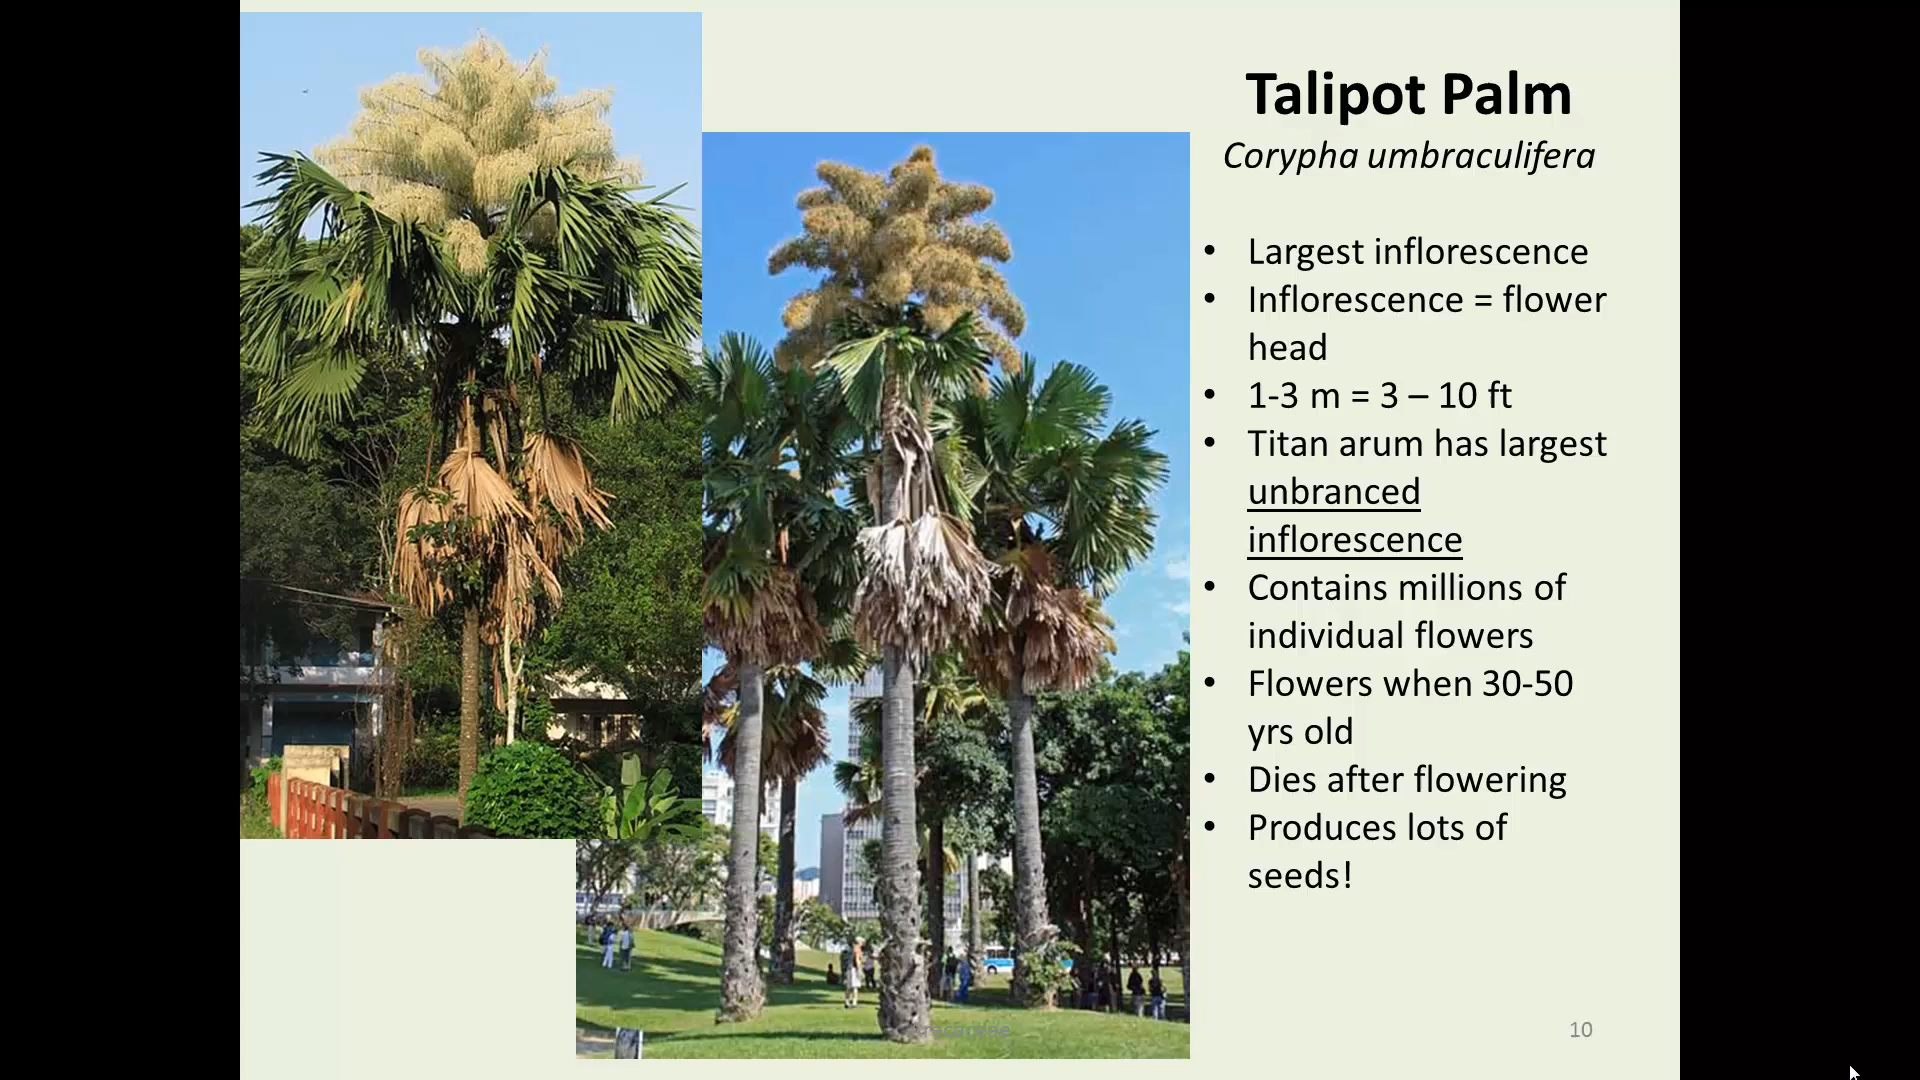 Talipot Palm
Corypha umbraculifera
• Largest inflorescence
• Inflorescence = flower
head
• 1-3 m = 3 – 10 ft
• Titan arum has largest
unbranced
inflorescence
• Contains millions of
individual flowers
• Flowers when 30-50
yrs old
• Dies after flowering
• Produces lots of
seeds!
10